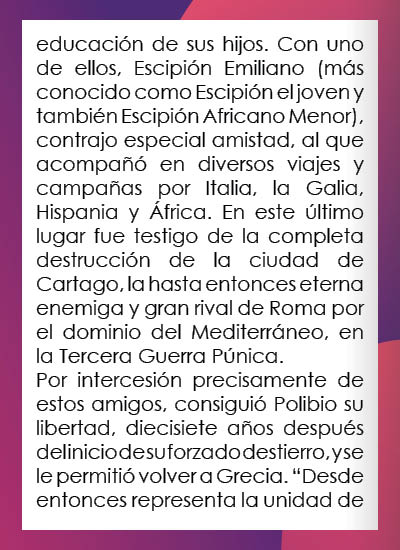 educación de sus hijos. Con uno
de ellos, Escipión Emiliano (más
conocido como Escipión el joven y
también Escipión Africano Menor),
contrajo especial amistad, al que
acompañó en diversos viajes y
campañas por Italia, la Galia,
Hispania y África. En este último
lugar fue testigo de la completa
destrucción de la ciudad de
Cartago, la hasta entonces eterna
enemiga y gran rival de Roma por
el dominio del Mediterráneo, en
la Tercera Guerra Púnica.
Por intercesión precisamente de
estos amigos, consiguió Polibio su
libertad, diecisiete años después
del inicio de su forzado destierro, y se
le permitió volver a Grecia. “Desde
entonces representa la unidad de